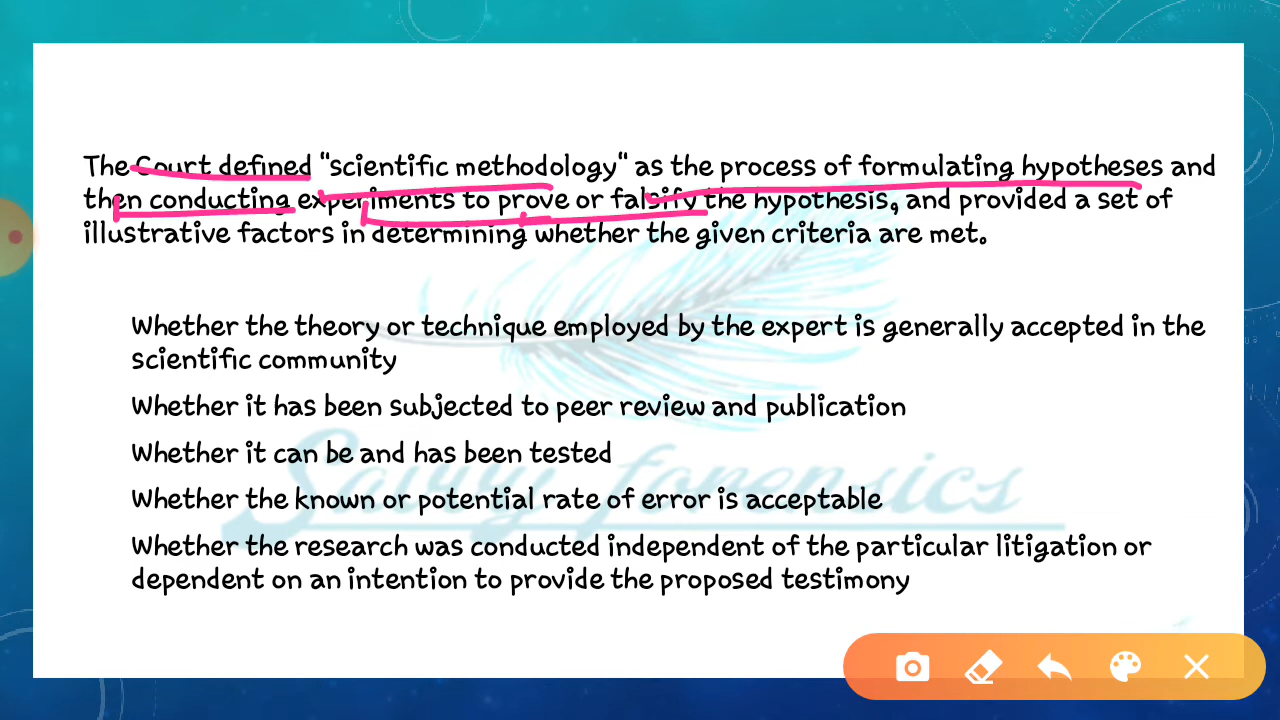 The Court defined "scientific methodology" as the process of formulating hypotheses and
then conducting experiments to prove or falsify the hypothesis, and provided a set of
illustrative factors in determining whether the given criteria are met.
Whether the theory or technique employed by the expert is generally accepted in the
scientific community
Whether it has been subjected to peer review and publication
Whether it can be and has been tested
Whether the known or potential rate of error is acceptable
Whether the research was conducted independent of the particular litigation or
dependent on an intention to provide the proposed testimony
Savvy forensics